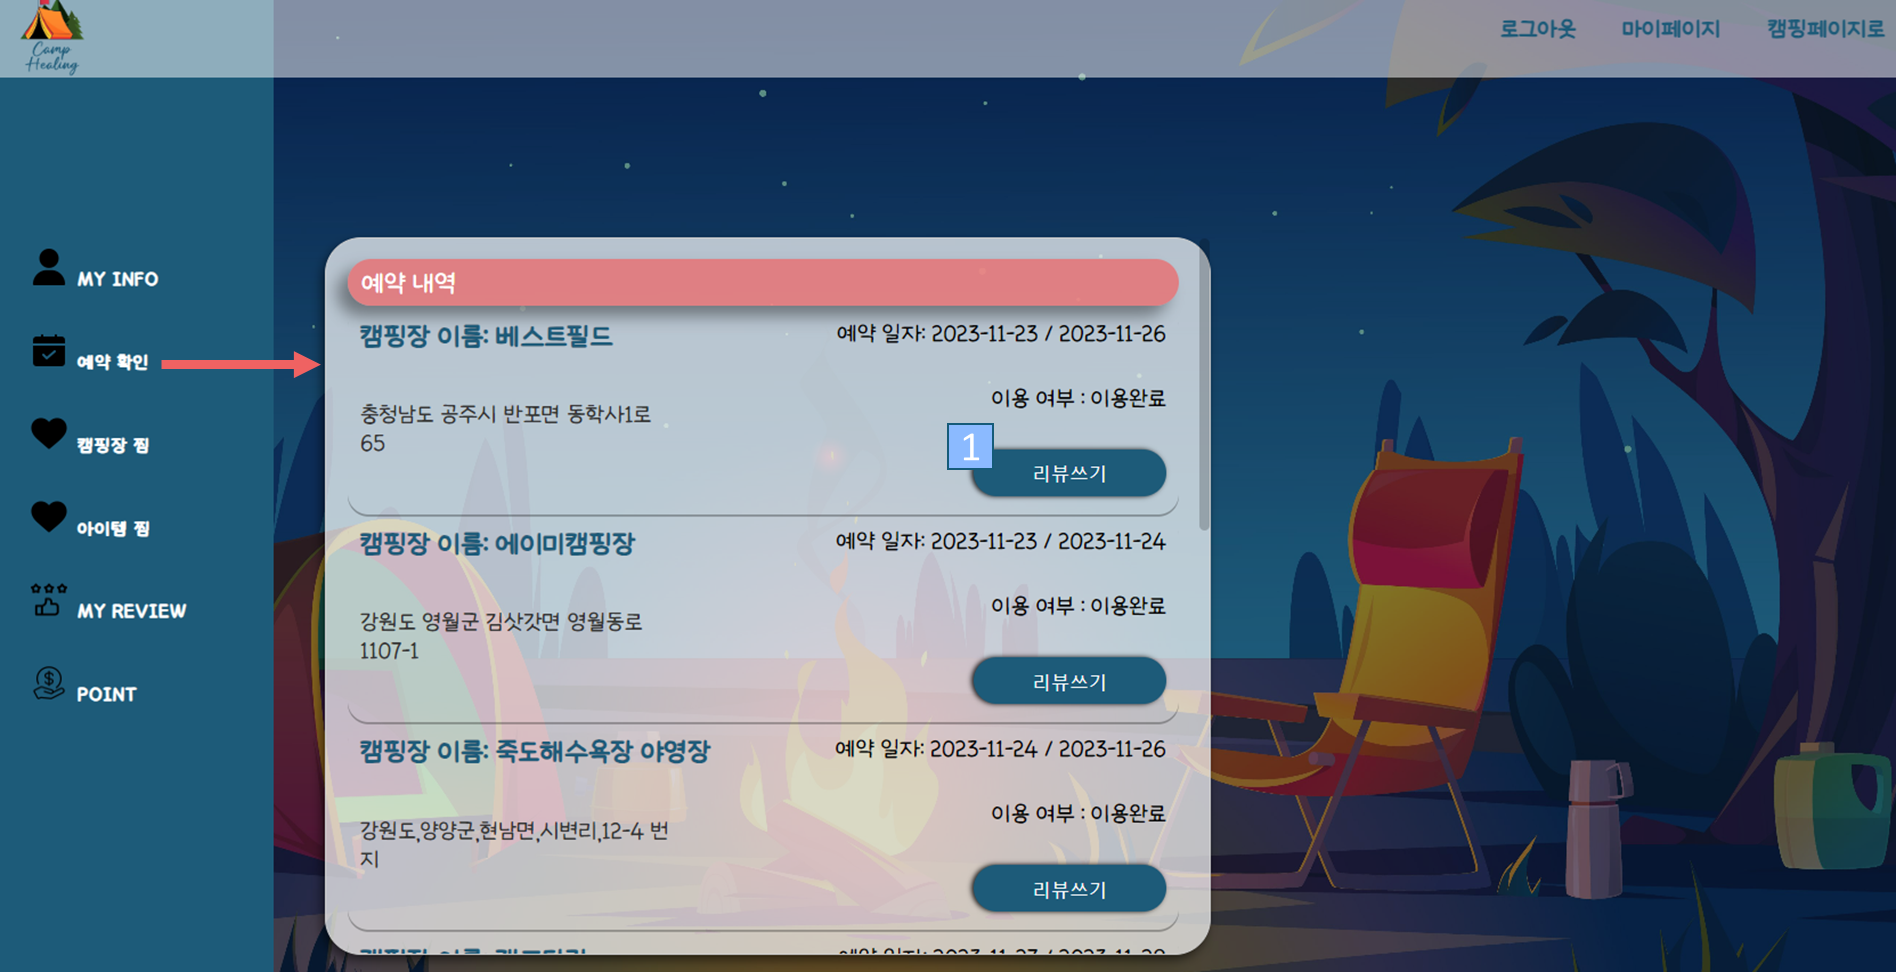 Camp
Healing
로그아웃 마이페이지 캠핑페이지로
MY INFO
예약 확인
캠핑장 찜
아이템 찜
MY REVIEW
POINT
예약 내역
캠핑장 이름: 베스트필드
예약 일자: 2023-11-23 / 2023-11-26
이용 여부 : 이용완료
충청남도 공주시 반포면 동학사1로
65
1
리뷰쓰기
캠핑장 이름: 에이미캠핑장
예약 일자: 2023-11-23 / 2023-11-24
이용 여부 : 이용완료
강원도 영월군 김삿갓면 영월동로
1107-1
리뷰쓰기
캠핑장 이름: 죽도해수욕장 야영장
예약 일자: 2023-11-24 / 2023-11-26
이용 여부 : 이용완료
강원도,양양군,현남면,시변리,12-4 번
지
리뷰쓰기
캠핑장 이름:
예약 일자: